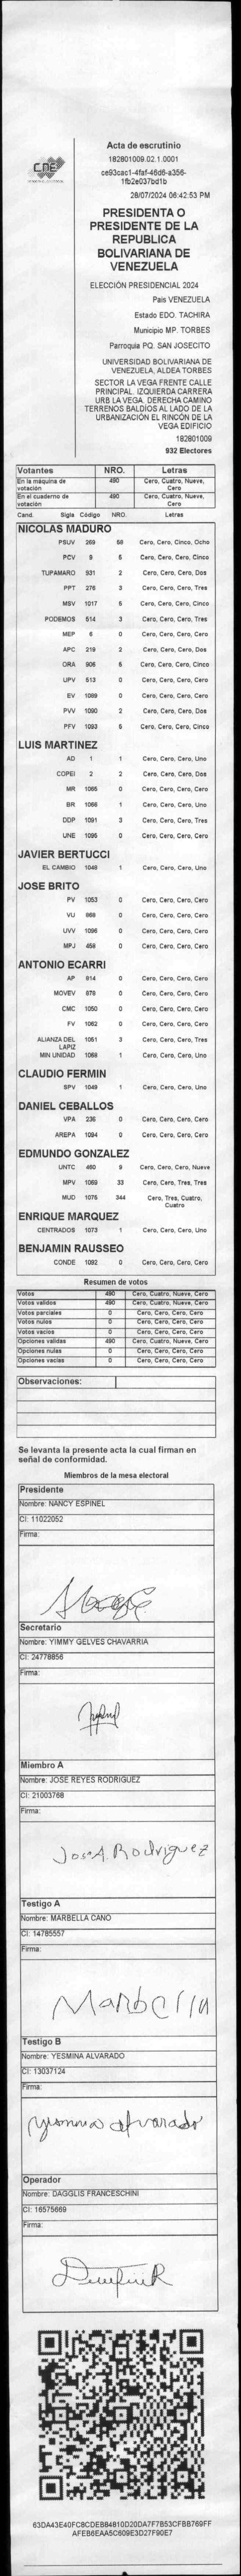 CNE
Acta de escrutinio
182801009.02.1.0001
ce93cac1-4faf-46d6-a356-
1fb2e037bd1b
28/07/2024 06:42:53 PM
PRESIDENTA O
PRESIDENTE DE LA
REPUBLICA
BOLIVARIANA DE
VENEZUELA
ELECCIÓN PRESIDENCIAL 2024
Pais VENEZUELA
Estado EDO. TACHIRA
Municipio MP. TORBES
Parroquia PQ. SAN JOSECITO
UNIVERSIDAD BOLIVARIANA DE
VENEZUELA, ALDEA TORBES
SECTOR LA VEGA FRENTE CALLE
PRINCIPAL. IZQUIERDA CARRERA
URB LA VEGA. DERECHA CAMINO
TERRENOS BALDIOS AL LADO DE LA
URBANIZACIÓN EL RINCÓN DE LA
VEGA EDIFICIO
182801009
932 Electores
Votantes NRO. Letras
En la máquina de votación 490 Cero, Cuatro, Nueve, Cero
En el cuaderno de votación 490 Cero, Cuatro, Nueve, Cero
Cand. Sigla Código NRO. Letras
NICOLAS MADURO
PSUV 269 58 Cero, Cero, Cinco, Ocho
PCV 9 5 Cero, Cero, Cero, Cinco
TUPAMARO 931 2 Cero, Cero, Cero, Dos
PPT 275 3 Cero, Cero, Cero, Tres
MSV 1017 5 Cero, Cero, Cero, Cinco
PODEMOS 514 3 Cero, Cero, Cero, Tres
MEP 6 0 Cero, Cero, Cero, Cero
APC 219 2 Cero, Cero, Cero, Dos
ORA 906 5 Cero, Cero, Cero, Cinco
UPV 513 0 Cero, Cero, Cero, Cero
EV 1089 0 Cero, Cero, Cero, Cero
PVV 1090 2 Cero, Cero, Cero, Dos
PFV 1093 5 Cero, Cero, Cero, Cinco
LUIS MARTINEZ
AD 1 1 Cero, Cero, Cero, Uno
COPEI 2 2 Cero, Cero, Cero, Dos
MR 1065 0 Cero, Cero, Cero, Cero
BR 1066 1 Cero, Cero, Cero, Uno
DDP 1091 3 Cero, Cero, Cero, Tres
UNE 1095 0 Cero, Cero, Cero, Cero
JAVIER BERTUCCI
EL CAMBIO 1048 1 Cero, Cero, Cero, Uno
JOSE BRITO
PV 1053 0 Cero, Cero, Cero, Cero
VU 868 0 Cero, Cero, Cero, Cero
UVV 1096 0 Cero, Cero, Cero, Cero
MPJ 458 0 Cero, Cero, Cero, Cero
ANTONIO ECARRI
AP 814 0 Cero, Cero, Cero, Cero
MOVEV 879 0 Cero, Cero, Cero, Cero
CMC 1050 0 Cero, Cero, Cero, Cero
FV 1062 0 Cero, Cero, Cero, Cero
ALIANZA DEL LAPIZ 1051 3 Cero, Cero, Cero, Tres
MIN UNIDAD 1068 1 Cero, Cero, Cero, Uno
CLAUDIO FERMIN
SPV 1049 1 Cero, Cero, Cero, Uno
DANIEL CEBALLOS
VPA 236 0 Cero, Cero, Cero, Cero
AREPA 1094 0 Cero, Cero, Cero, Cero
EDMUNDO GONZALEZ
UNTC 460 9 Cero, Cero, Cero, Nueve
MPV 1069 33 Cero, Cero, Tres, Tres
MUD 1075 344 Cero, Tres, Cuatro, Cuatro
ENRIQUE MARQUEZ
CENTRADOS 1073 1 Cero, Cero, Cero, Uno
BENJAMIN RAUSSEO
CONDE 1092 0 Cero, Cero, Cero, Cero
Resumen de votos
Votos 490 Cero, Cuatro, Nueve, Cero
Votos validos 490 Cero, Cuatro, Nueve, Cero
Votos parciales 0 Cero, Cero, Cero, Cero
Votos nulos 0 Cero, Cero, Cero, Cero
Votos vacios 0 Cero, Cero, Cero, Cero
Opciones validas 490 Cero, Cuatro, Nueve, Cero
Opciones nulas 0 Cero, Cero, Cero, Cero
Opciones vacias 0 Cero, Cero, Cero, Cero
Observaciones:
Se levanta la presente acta la cual firman en
señal de conformidad.
Miembros de la mesa electoral
Presidente
Nombre: NANCY ESPINEL
CI: 11022052
Firma:
Secretario
Nombre: YIMMY GELVES CHAVARRIA
CI: 24778856
Firma:
Miembro A
Nombre: JOSE REYES RODRIGUEZ
CI: 21003768
Firma:
José A. Rodriguez
Testigo A
Nombre: MARBELLA CANO
CI: 14785557
Firma:
Marbella
Testigo B
Nombre: YESMINA ALVARADO
CI: 13037124
Firma:
Yesmina Alvarado
Operador
Nombre: DAGGLIS FRANCESCHINI
CI: 16575669
Firma:
63DA43E40FC8CDEB84810D20DA7F7B53CFBB769FF
AFEB6EAA5C609E3D27F90E7